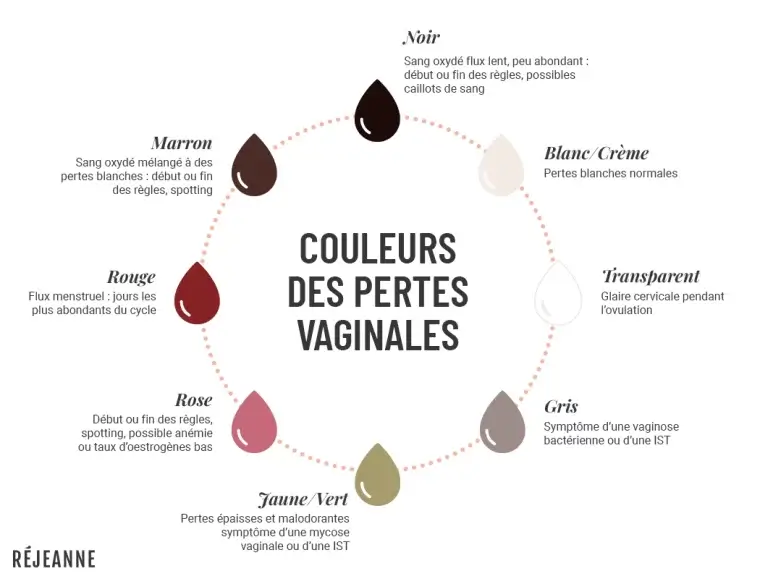 Noir
Sang oxydé flux lent, peu abondant :
début ou fin des règles, possibles
caillots de sang
Blanc/Crème
Pertes blanches normales
Transparent
Glaire cervicale pendant
l'ovulation
Gris
Symptôme d'une vaginose
bactérienne ou d'une IST
Jaune/Vert
Pertes épaisses et malodorantes
symptôme d'une mycose
vaginale ou d'une IST
Rose
Début ou fin des règles,
spotting, possible anémie
ou taux d'oestrogènes bas
Rouge
Flux menstruel : jours les
plus abondants du cycle
Marron
Sang oxydé mélangé à des
pertes blanches : début ou fin
des règles, spotting
COULEURS
DES PERTES
VAGINALES
RÉJEANNE